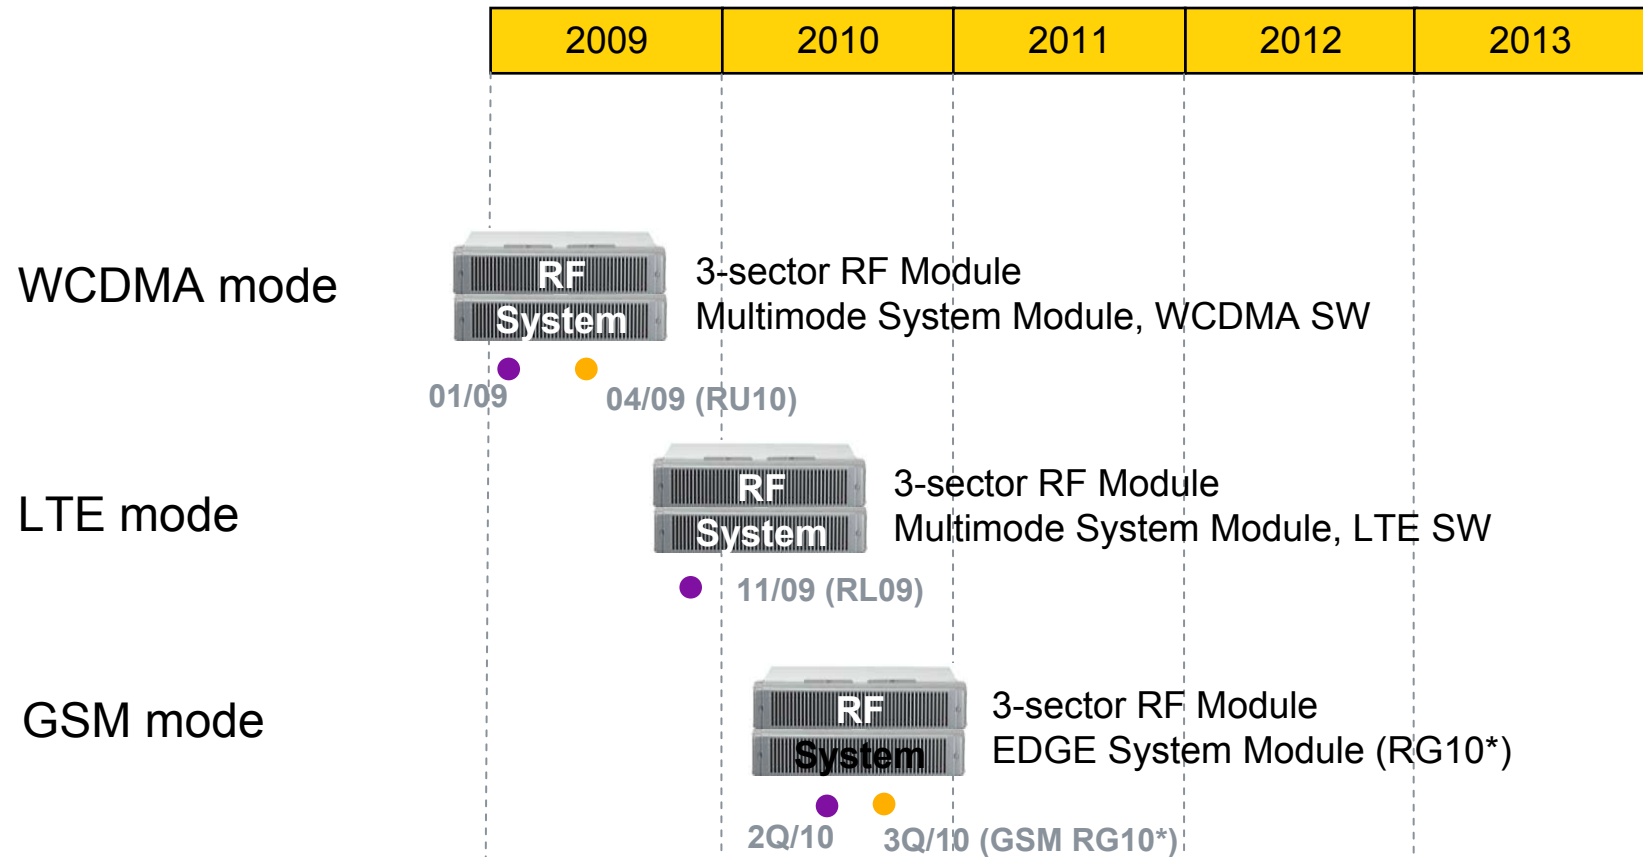 2009 2010 2011 2012 2013
WCDMA mode
RF
System
3-sector RF Module
Multimode System Module, WCDMA SW
01/09
04/09 (RU10)
LTE mode
RF
System
3-sector RF Module
Multimode System Module, LTE SW
11/09 (RL09)
GSM mode
RF
System
3-sector RF Module
EDGE System Module (RG10*)
2Q/10
3Q/10 (GSM RG10*)